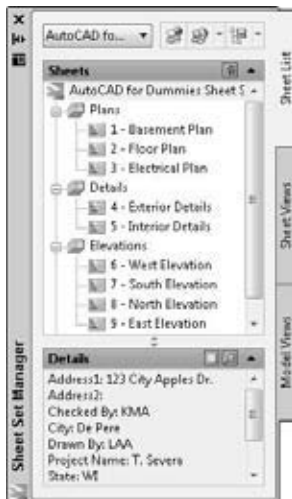 AutoCAD fo...
Sheets
AutoCAD for Dummies Sheet S
Plans
1 - Basement Plan
2 - Floor Plan
3 - Electrical Plan
Details
4 - Exterior Details
5 - Interior Details
Elevations
6 - West Elevation
7 - South Elevation
8 - North Elevation
9 - East Elevation
Details
Address1: 123 City Apples Dr.
Address2:
Checked By: KMA
City: De Pere
Drawn By: LAA
Project Name: T. Severa
State: WI
Sheet Set Manager
Sheet List
Sheet Views
Model Views